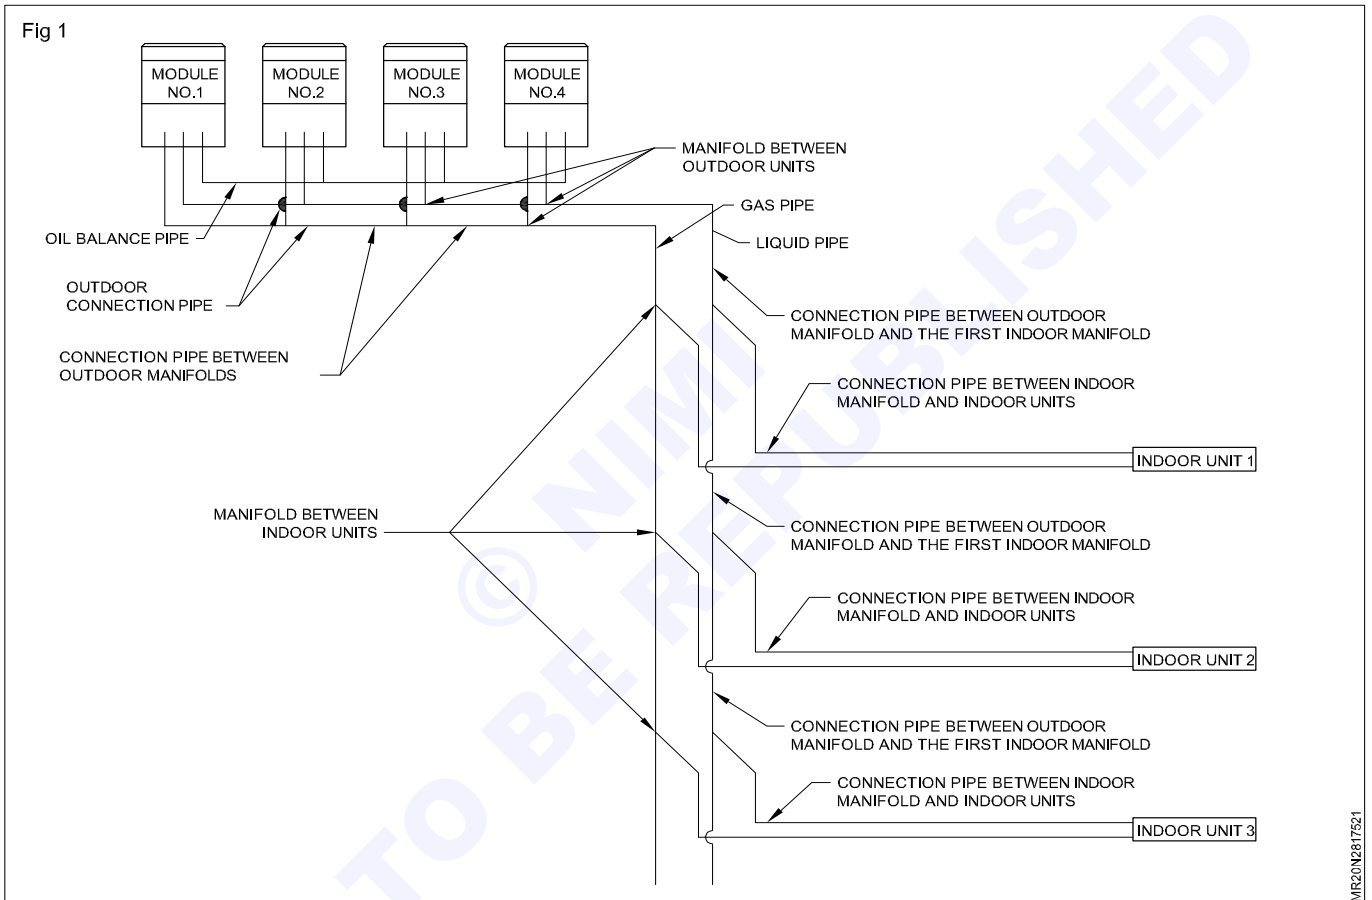 Fig 1
MODULE
NO.1
MODULE
NO.2
MODULE
NO.3
MODULE
NO.4
MANIFOLD BETWEEN
OUTDOOR UNITS
GAS PIPE
LIQUID PIPE
OIL BALANCE PIPE
OUTDOOR
CONNECTION PIPE
CONNECTION PIPE BETWEEN
OUTDOOR MANIFOLDS
CONNECTION PIPE BETWEEN OUTDOOR
MANIFOLD AND THE FIRST INDOOR MANIFOLD
CONNECTION PIPE BETWEEN INDOOR
MANIFOLD AND INDOOR UNITS
INDOOR UNIT 1
MANIFOLD BETWEEN
INDOOR UNITS
CONNECTION PIPE BETWEEN OUTDOOR
MANIFOLD AND THE FIRST INDOOR MANIFOLD
CONNECTION PIPE BETWEEN INDOOR
MANIFOLD AND INDOOR UNITS
INDOOR UNIT 2
CONNECTION PIPE BETWEEN OUTDOOR
MANIFOLD AND THE FIRST INDOOR MANIFOLD
CONNECTION PIPE BETWEEN INDOOR
MANIFOLD AND INDOOR UNITS
INDOOR UNIT 3
MR20N2817521
© NIMI
TO BE REPUBLISHED